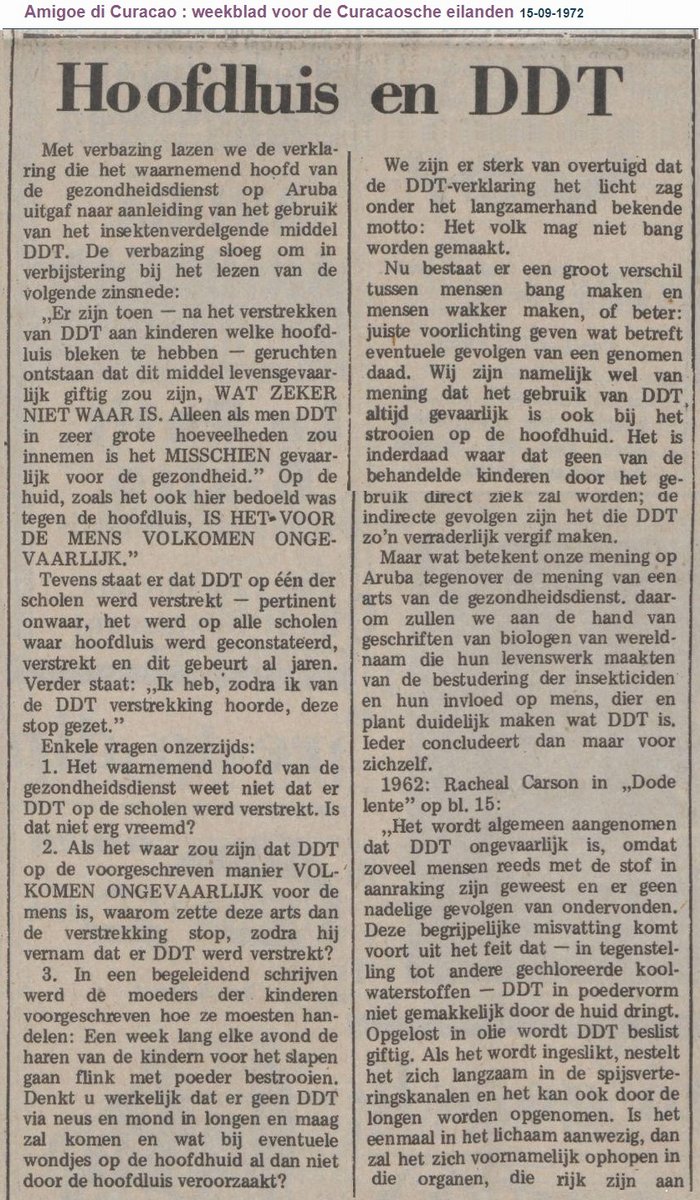 Amigoe di Curacao : weekblad voor de Curacaosche eilanden 15-09-1972
Hoofdluis en DDT
Met verbazing lazen we de verkla-
ring die het waarnemend hoofd van
de gezondheidsdienst op Aruba
uitgaf naar aanleiding van het gebruik
van het insektenverdelgende middel
DDT. De verbazing sloeg om in
verbijstering bij het lezen van de
volgende zinsnede:
„Er zijn toen — na het verstrekken
van DDT aan kinderen welke hoofd-
luis bleken te hebben — geruchten
ontstaan dat dit middel levensgevaar-
lijk giftig zou zijn, WAT ZEKER
NIET WAAR IS. Alleen als men DDT
in zeer grote hoeveelheden zou
innemen is het MISSCHIEN gevaar-
lijk voor de gezondheid.” Op de
huid, zoals het ook hier bedoeld was
tegen de hoofdluis, IS HET-VOOR
DE MENS VOLKOMEN ONGE-
VAARLIJK.”
Tevens staat er dat DDT op één der
scholen werd verstrekt — pertinent
onwaar, het werd op alle scholen
waar hoofdluis werd geconstateerd,
verstrekt en dit gebeurt al jaren.
Verder staat: „Ik heb, zodra ik van
de DDT verstrekking hoorde, deze
stop gezet.”
Enkele vragen onzerzijds:
1. Het waarnemend hoofd van de
gezondheidsdienst weet niet dat er
DDT op de scholen werd verstrekt. Is
dat niet erg vreemd?
2. Als het waar zou zijn dat DDT
op de voorgeschreven manier VOL-
KOMEN ONGEVAARLIJK voor de
mens is, waarom zette deze arts dan
de verstrekking stop, zodra hij
vernam dat er DDT werd verstrekt?
3. In een begeleidend schrijven
werd de moeders der kinderen
voorgeschreven hoe ze moesten han-
delen: Een week lang elke avond de
haren van de kindern voor het slapen
gaan flink met poeder bestrooien.
Denkt u werkelijk dat er geen DDT
via neus en mond in longen en maag
zal komen en wat bij eventuele
wondjes op de hoofdhuid al dan niet
door de hoofdluis veroorzaakt?
We zijn er sterk van overtuigd dat
de DDT-verklaring het licht zag
onder het langzamerhand bekende
motto: Het volk mag niet bang
worden gemaakt.
Nu bestaat er een groot verschil
tussen mensen bang maken en
mensen wakker maken, of beter:
juiste voorlichting geven wat betreft
eventuele gevolgen van een genomen
daad. Wij zijn namelijk wel van
mening dat het gebruik van DDT
altijd gevaarlijk is ook bij het
strooien op de hoofdhuid. Het is
inderdaad waar dat geen van de
behandelde kinderen door het ge-
bruik direct ziek zal worden; de
indirecte gevolgen zijn het die DDT
zo’n verraderlijk vergif maken.
Maar wat betekent onze mening op
Aruba tegenover de mening van een
arts van de gezondheidsdienst. daar-
om zullen we aan de hand van
geschriften van biologen van wereld-
naam die hun levenswerk maakten
van de bestudering der insekticiden
en hun invloed op mens, dier en
plant duidelijk maken wat DDT is.
Ieder concludeert dan maar voor
zichzelf.
1962: Racheal Carson in „Dode
lente” op bl. 15:
„Het wordt algemeen aangenomen
dat DDT ongevaarlijk is, omdat
zoveel mensen reeds met de stof in
aanraking zijn geweest en er geen
nadelige gevolgen van ondervonden.
Deze begrijpelijke misvatting komt
voort uit het feit dat — in tegenstel-
ling tot andere gechloreerde kool-
waterstoffen — DDT in poedervorm
niet gemakkelijk door de huid dringt.
Opgelost in olie wordt DDT beslist
giftig. Als het wordt ingeslikt, nestelt
het zich langzaam in de spijsverte-
ringskanalen en het kan ook door de
longen worden opgenomen. Is het
eenmaal in het lichaam aanwezig, dan
zal het zich voornamelijk ophopen in
die organen, die rijk zijn aan